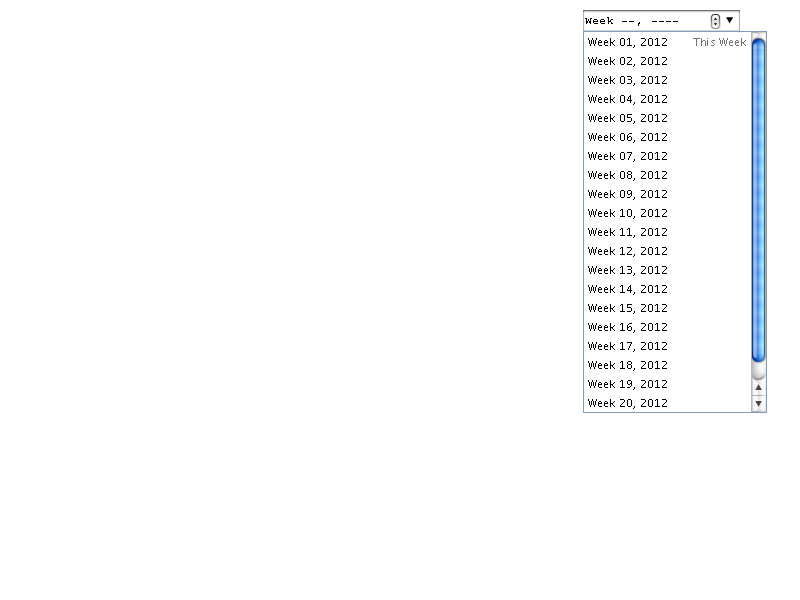 Week --, ----
Week 01, 2012 This Week
Week 02, 2012
Week 03, 2012
Week 04, 2012
Week 05, 2012
Week 06, 2012
Week 07, 2012
Week 08, 2012
Week 09, 2012
Week 10, 2012
Week 11, 2012
Week 12, 2012
Week 13, 2012
Week 14, 2012
Week 15, 2012
Week 16, 2012
Week 17, 2012
Week 18, 2012
Week 19, 2012
Week 20, 2012